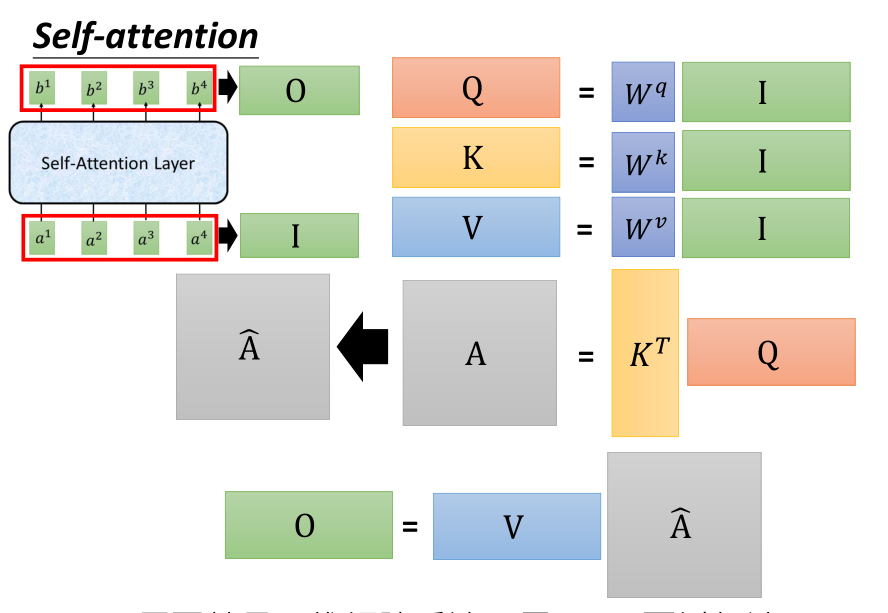 Self-attention
b¹ b² b³ b⁴ O
Q = W^q I
Self-Attention Layer
K = W^k I
a¹ a² a³ a⁴ I
V = W^v I
Â A = K^T Q
O = V Â